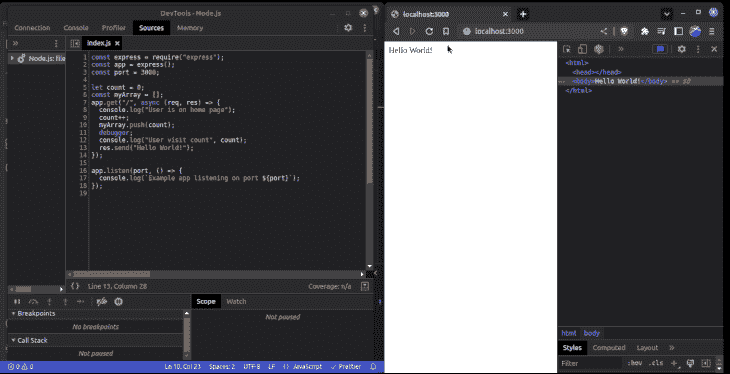 DevTools - Node.js
Connection Console Profiler Sources Memory
index.js
Node.js: file
1 const express = require("express");
2 const app = express();
3 const port = 3000;
4
5 let count = 0;
6 const myArray = [];
7 app.get("/", async (req, res) => {
8 console.log("User is on home page");
9 count++;
10 myArray.push(count);
11 debugger;
12 console.log("User visit count", count);
13 res.send("Hello World!");
14 });
15
16 app.listen(port, () => {
17 console.log(`Example app listening on port ${port}`);
18 });
19
{} Line 13, Column 28 Coverage: n/a
Scope Watch
Breakpoints
No breakpoints
Call Stack
Not paused
Not paused
0 0 Ln 10, Col 23 Spaces: 2 UTF-8 LF {} JavaScript Prettier
localhost:3000
localhost:3000
Hello World!
<html>
<head></head>
<body>Hello World!</body> == $0
</html>
html body
Styles Computed Layout
Filter :hov .cls